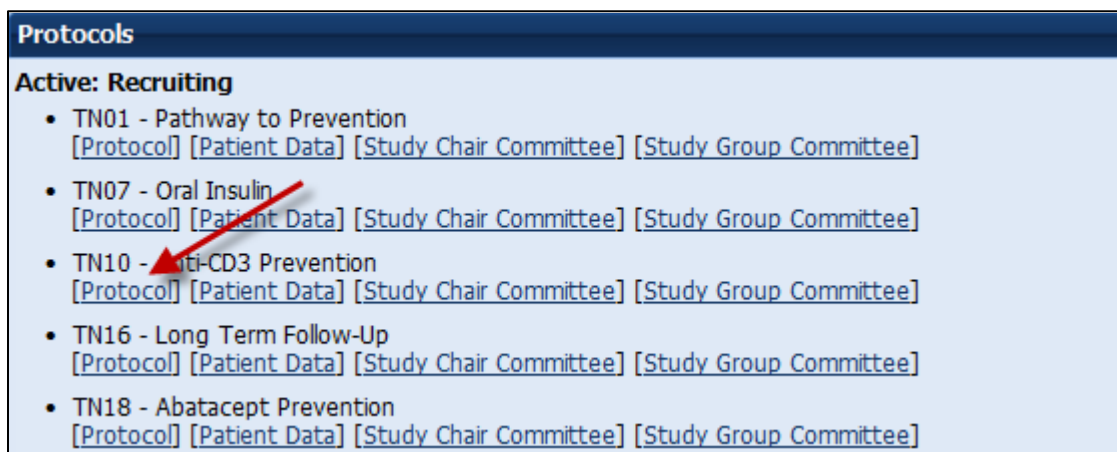 Protocols
Active: Recruiting
• TN01 - Pathway to Prevention
[Protocol] [Patient Data] [Study Chair Committee] [Study Group Committee]
• TN07 - Oral Insulin
[Protocol] [Patient Data] [Study Chair Committee] [Study Group Committee]
• TN10 - Anti-CD3 Prevention
[Protocol] [Patient Data] [Study Chair Committee] [Study Group Committee]
• TN16 - Long Term Follow-Up
[Protocol] [Patient Data] [Study Chair Committee] [Study Group Committee]
• TN18 - Abatacept Prevention
[Protocol] [Patient Data] [Study Chair Committee] [Study Group Committee]